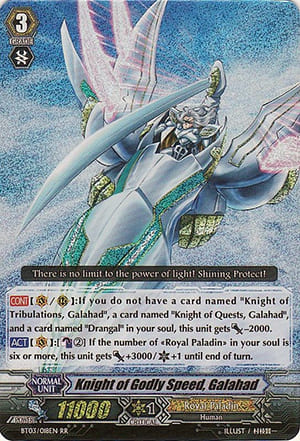 3
GRADE
There is no limit to the power of light! Shining Protect!
CONT [ / ]:If you do not have a card named "Knight of
Tribulations, Galahad", a card named "Knight of Quests, Galahad",
and a card named "Drangal" in your soul, this unit gets -2000.
ACT [ / ]:[ (2)] If the number of «Royal Paladin» in your soul is
six or more, this unit gets +3000/ +1 until end of turn.
NORMAL
UNIT
Knight of Godly Speed, Galahad
11000
1
CRITICAL
Royal Paladin
Human
BT03/018EN RR
ILLUST /